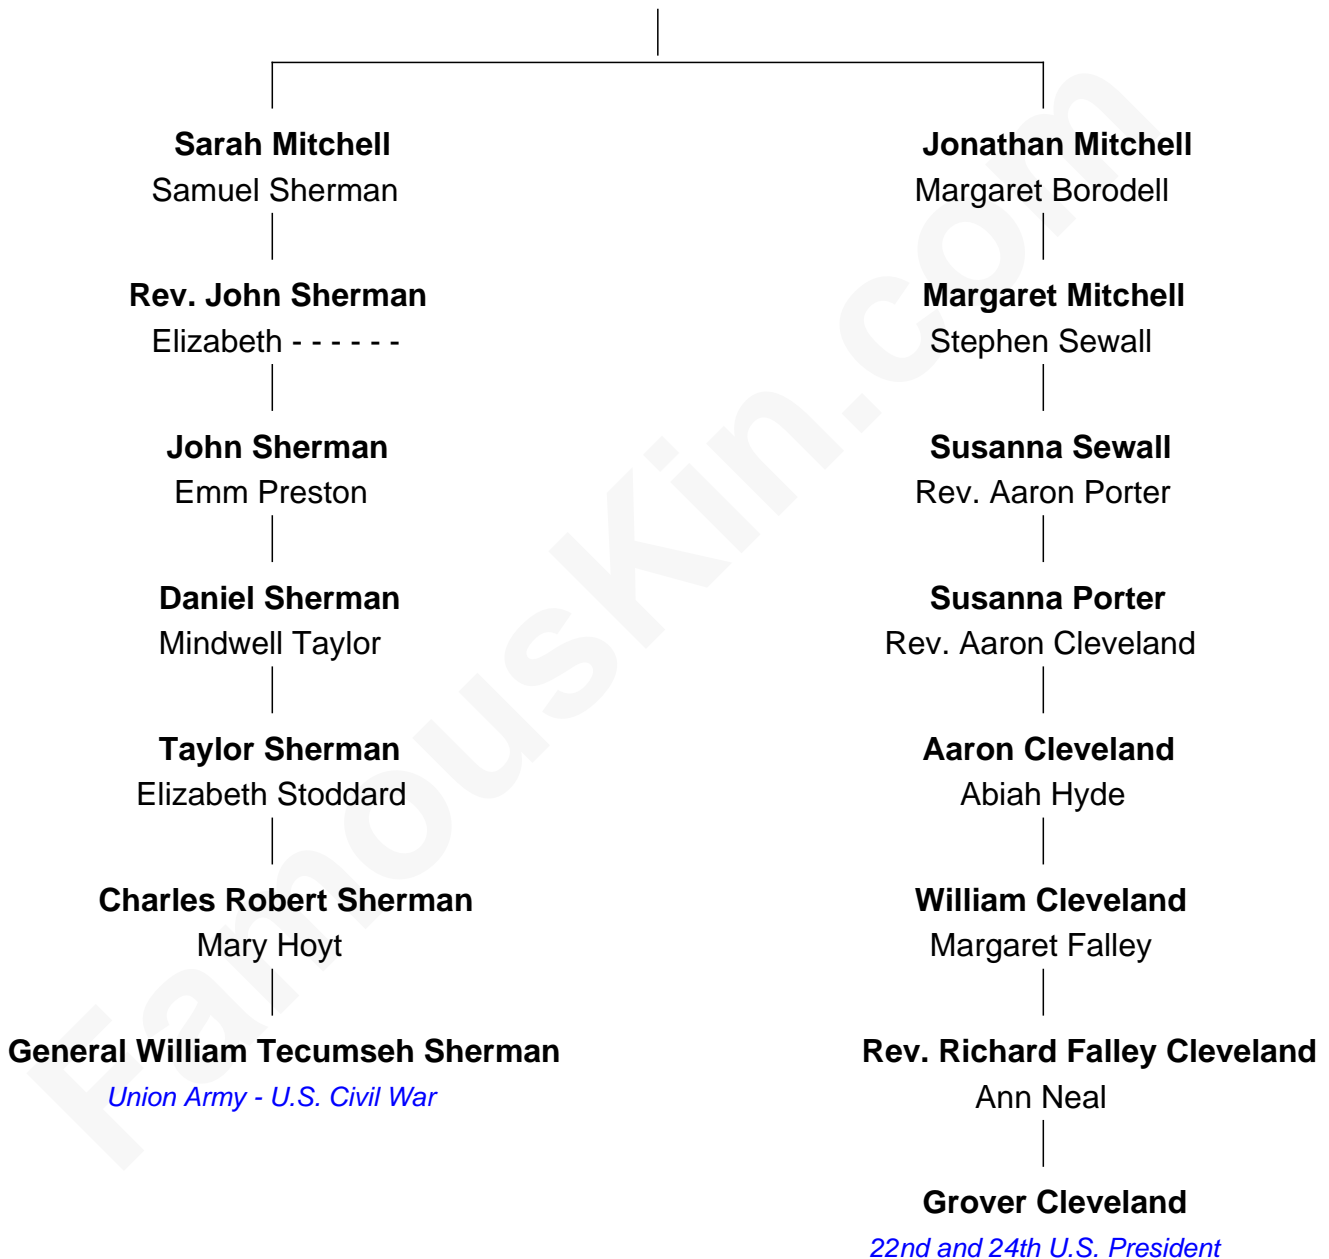 Sarah Mitchell
Samuel Sherman
Rev. John Sherman
Elizabeth - - - - - -
John Sherman
Emm Preston
Daniel Sherman
Mindwell Taylor
Taylor Sherman
Elizabeth Stoddard
Charles Robert Sherman
Mary Hoyt
General William Tecumseh Sherman
Union Army - U.S. Civil War
Jonathan Mitchell
Margaret Borodell
Margaret Mitchell
Stephen Sewall
Susanna Sewall
Rev. Aaron Porter
Susanna Porter
Rev. Aaron Cleveland
Aaron Cleveland
Abiah Hyde
William Cleveland
Margaret Falley
Rev. Richard Falley Cleveland
Ann Neal
Grover Cleveland
22nd and 24th U.S. President
FamousKin.com